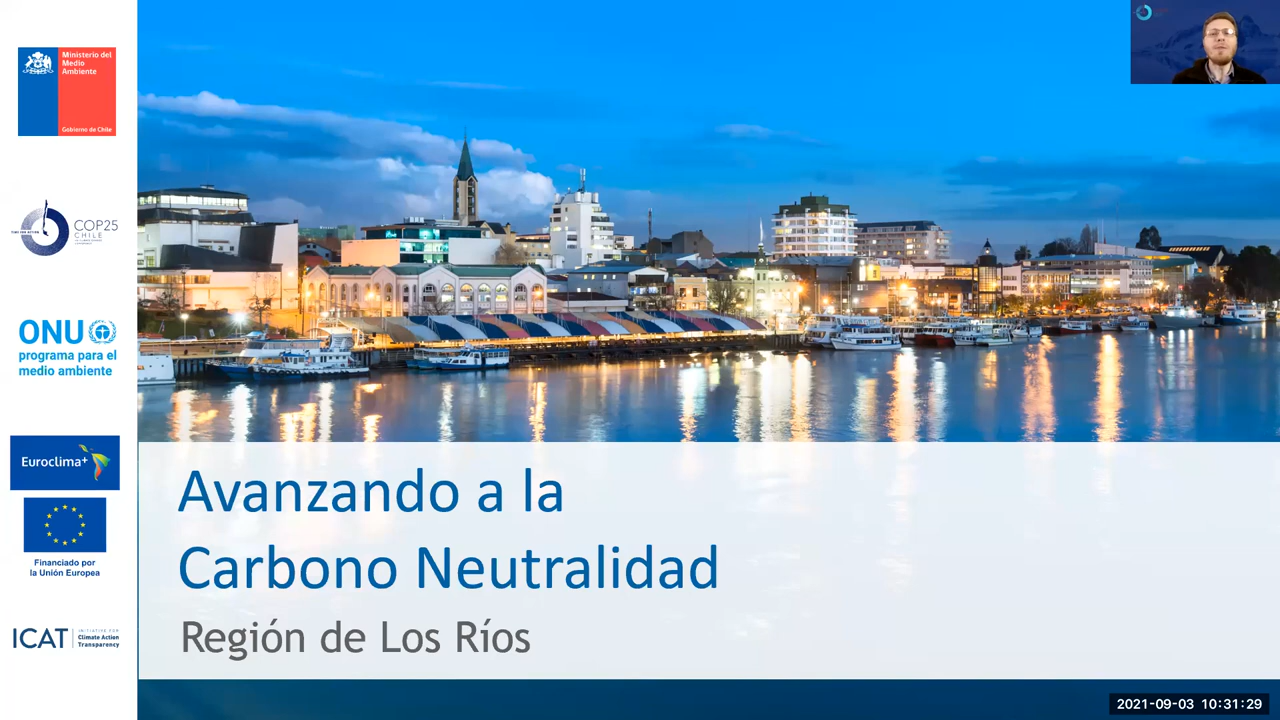 Ministerio del
Medio
Ambiente
Gobierno de Chile
COP25
CHILE
ONU
programa para el
medio ambiente
Euroclima+
Financiado por
la Unión Europea
ICAT
INITIATIVE FOR
Climate Action
Transparency
Avanzando a la
Carbono Neutralidad
Región de Los Ríos
2021-09-03 10:31:29